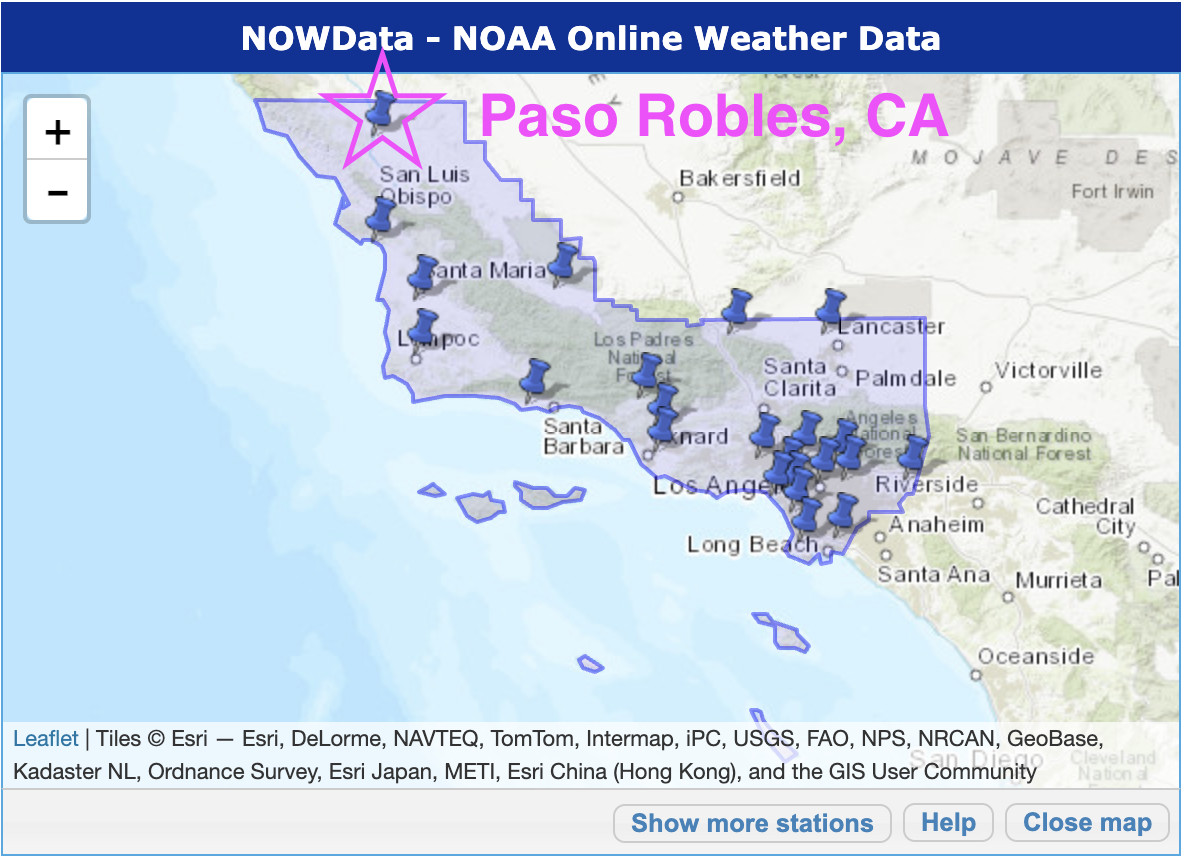 NOWData - NOAA Online Weather Data
Paso Robles, CA
+
−
MOJAVE DES
Fort Irwin
San Luis
Obispo
Bakersfield
Santa Maria
Lancaster
Los Padres
National
Forest
Santa
Clarita
Palmdale
Victorville
Santa
Barbara
Angeles
National
Forest
San Bernardino
National Forest
Los Angel
Riverside
Cathedral
City
Anaheim
Long Beach
Santa Ana
Murrieta
Pal
Oceanside
San Diego
Cleveland
National
Leaflet | Tiles © Esri — Esri, DeLorme, NAVTEQ, TomTom, Intermap, iPC, USGS, FAO, NPS, NRCAN, GeoBase,
Kadaster NL, Ordnance Survey, Esri Japan, METI, Esri China (Hong Kong), and the GIS User Community
Show more stations
Help
Close map